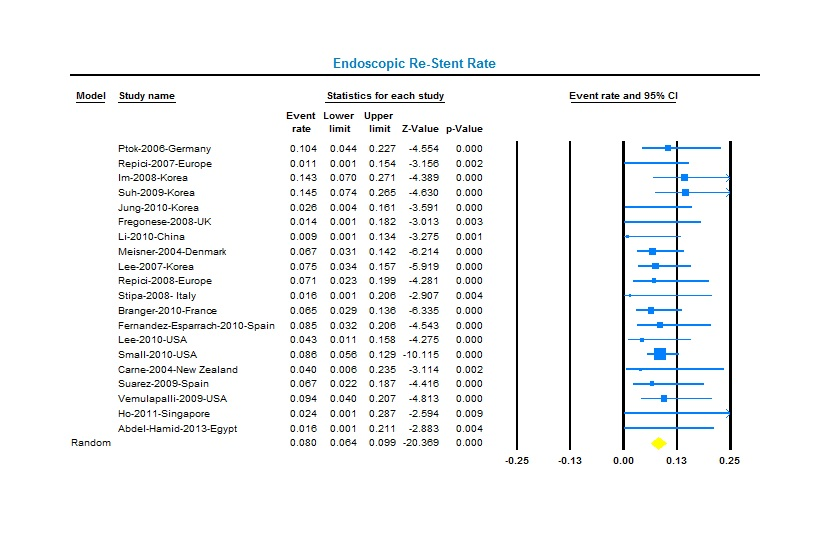 Endoscopic Re-Stent Rate
Model Study name Statistics for each study Event rate and 95% CI
Event Lower Upper
rate limit limit Z-Value p-Value
Ptok-2006-Germany 0.104 0.044 0.227 -4.554 0.000
Repici-2007-Europe 0.011 0.001 0.154 -3.156 0.002
Im-2008-Korea 0.143 0.070 0.271 -4.389 0.000
Suh-2009-Korea 0.145 0.074 0.265 -4.630 0.000
Jung-2010-Korea 0.026 0.004 0.161 -3.591 0.000
Fregonese-2008-UK 0.014 0.001 0.182 -3.013 0.003
Li-2010-China 0.009 0.001 0.134 -3.275 0.001
Meisner-2004-Denmark 0.067 0.031 0.142 -6.214 0.000
Lee-2007-Korea 0.075 0.034 0.157 -5.919 0.000
Repici-2008-Europe 0.071 0.023 0.199 -4.281 0.000
Stipa-2008- Italy 0.016 0.001 0.206 -2.907 0.004
Branger-2010-France 0.065 0.029 0.136 -6.335 0.000
Fernandez-Esparrach-2010-Spain 0.085 0.032 0.206 -4.543 0.000
Lee-2010-USA 0.043 0.011 0.158 -4.275 0.000
Small-2010-USA 0.086 0.056 0.129 -10.115 0.000
Carne-2004-New Zealand 0.040 0.006 0.235 -3.114 0.002
Suarez-2009-Spain 0.067 0.022 0.187 -4.416 0.000
Vemulapalli-2009-USA 0.094 0.040 0.207 -4.813 0.000
Ho-2011-Singapore 0.024 0.001 0.287 -2.594 0.009
Abdel-Hamid-2013-Egypt 0.016 0.001 0.211 -2.883 0.004
Random 0.080 0.064 0.099 -20.369 0.000
-0.25 -0.13 0.00 0.13 0.25